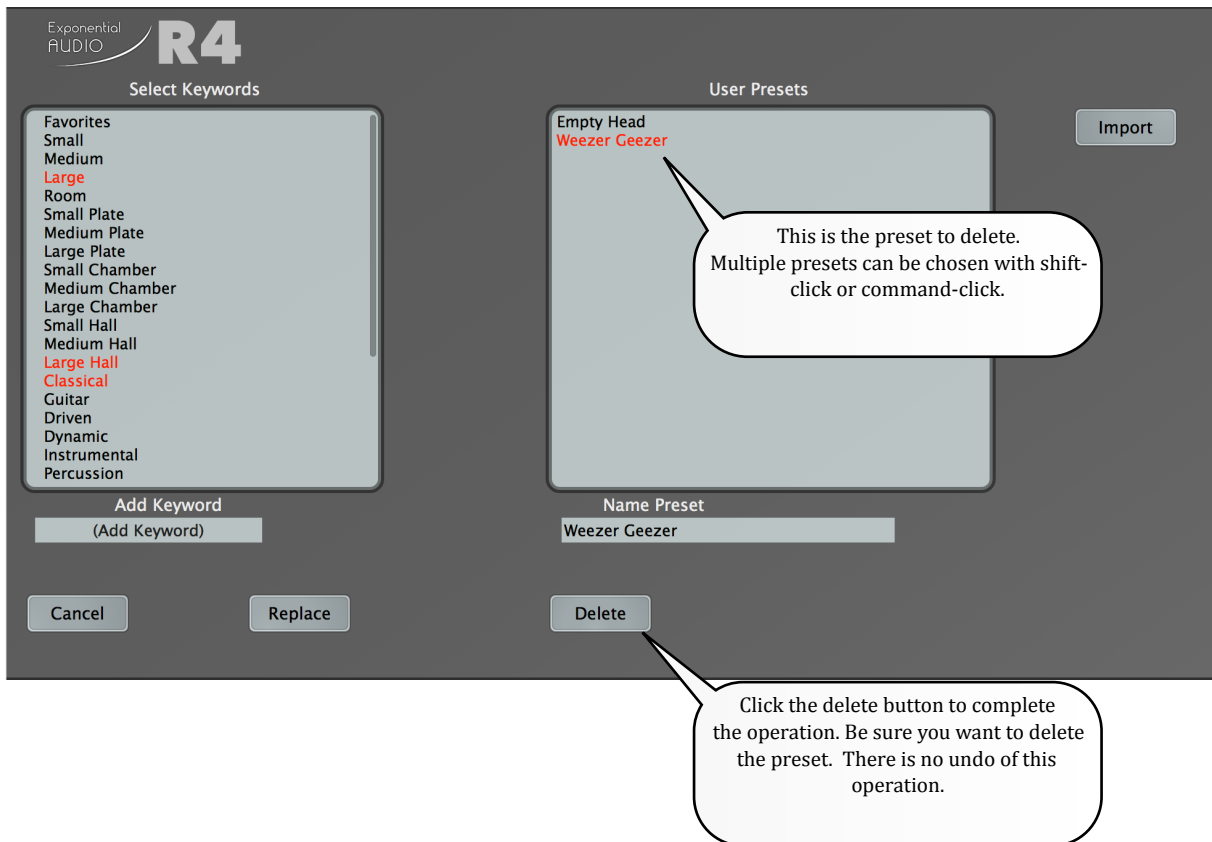 Exponential
AUDIO
R4
Select Keywords
Favorites
Small
Medium
Large
Room
Small Plate
Medium Plate
Large Plate
Small Chamber
Medium Chamber
Large Chamber
Small Hall
Medium Hall
Large Hall
Classical
Guitar
Driven
Dynamic
Instrumental
Percussion
Add Keyword
(Add Keyword)
Cancel
Replace
User Presets
Empty Head
Weezer Geezer
Import
This is the preset to delete.
Multiple presets can be chosen with shift-
click or command-click.
Name Preset
Weezer Geezer
Delete
Click the delete button to complete
the operation. Be sure you want to delete
the preset.  There is no undo of this
operation.